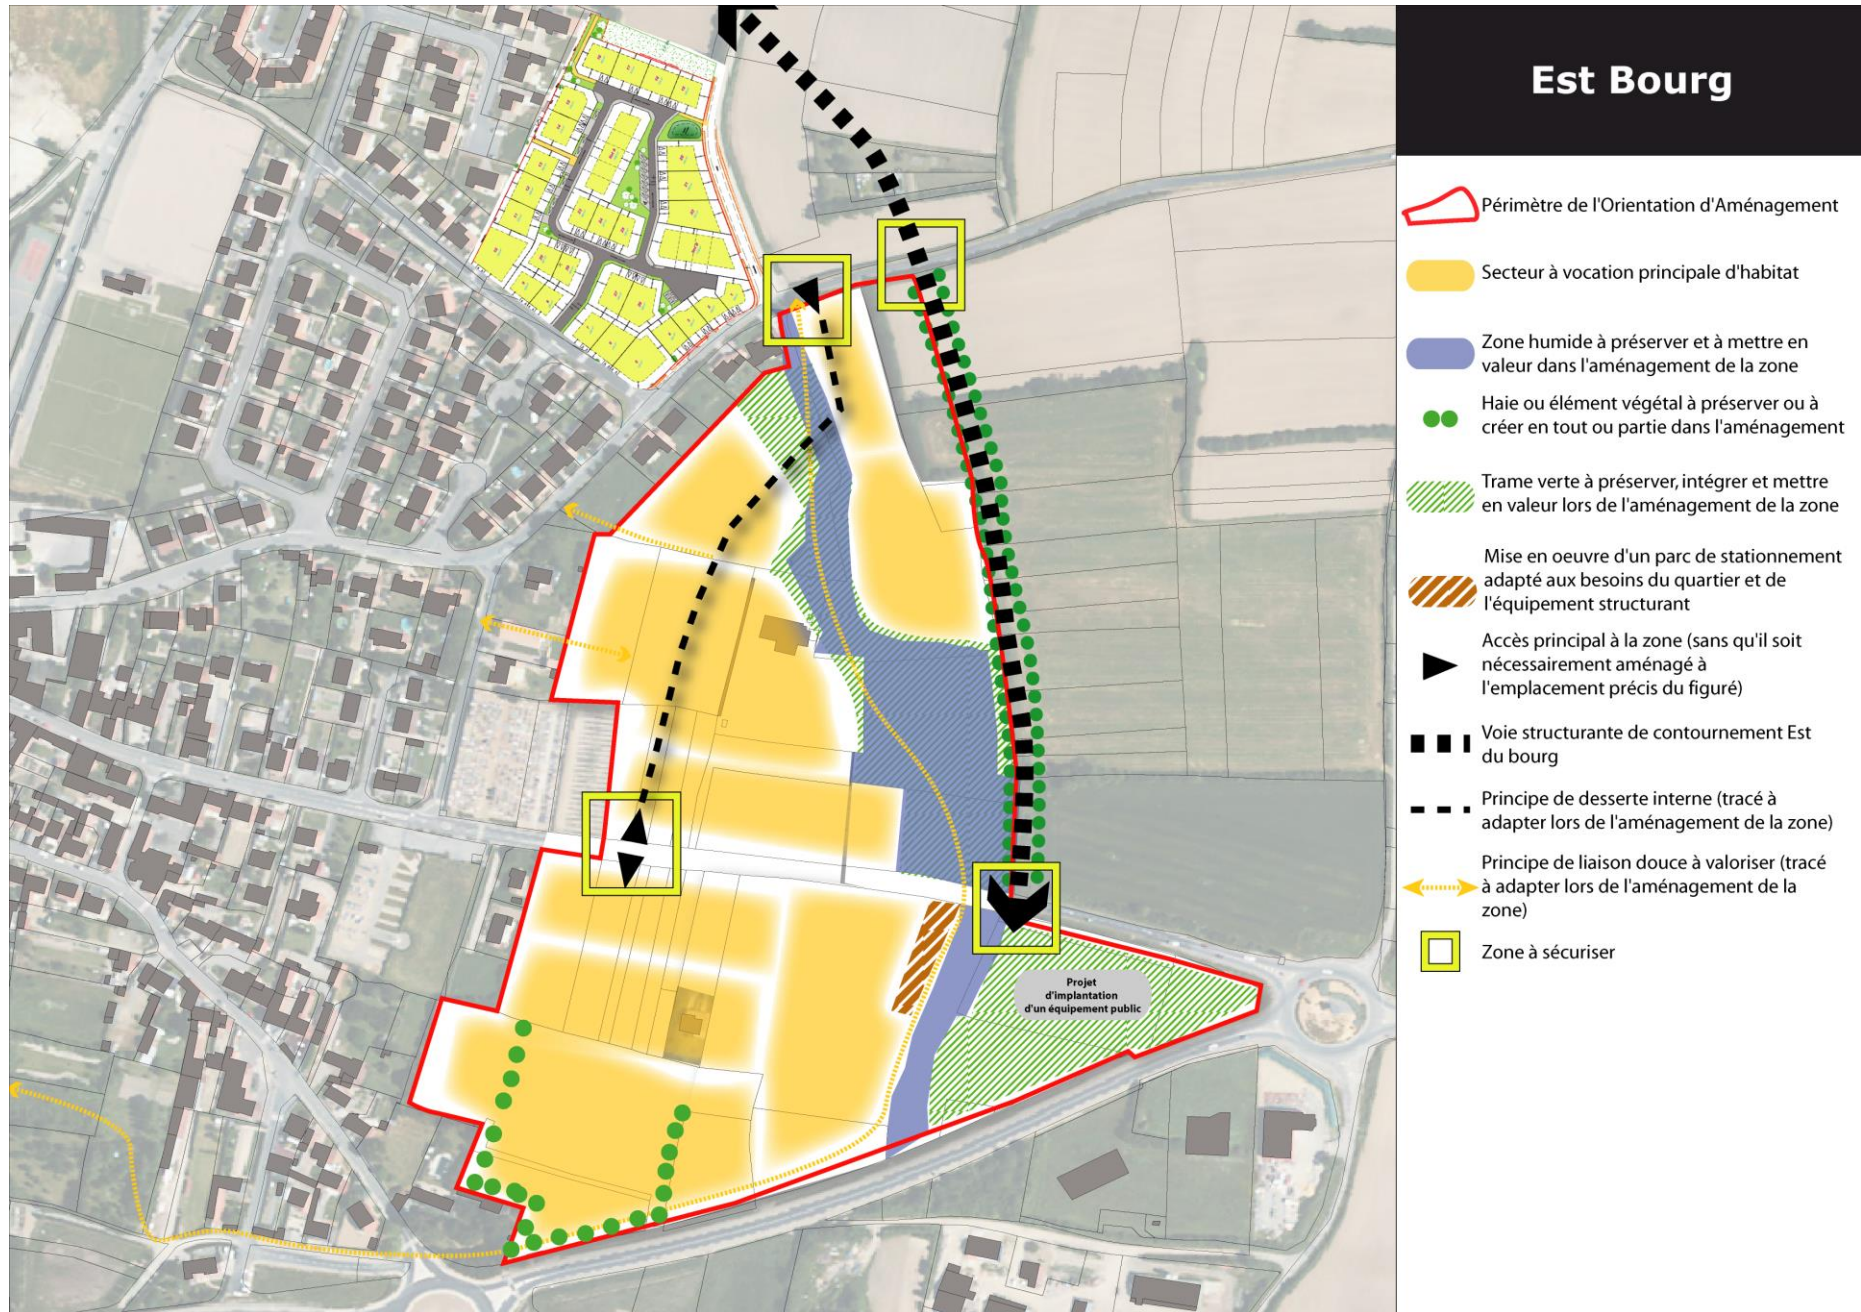 Est Bourg
Périmètre de l'Orientation d'Aménagement
Secteur à vocation principale d'habitat
Zone humide à préserver et à mettre en
valeur dans l'aménagement de la zone
Haie ou élément végétal à préserver ou à
créer en tout ou partie dans l'aménagement
Trame verte à préserver, intégrer et mettre
en valeur lors de l'aménagement de la zone
Mise en oeuvre d'un parc de stationnement
adapté aux besoins du quartier et de
l'équipement structurant
Accès principal à la zone (sans qu'il soit
nécessairement aménagé à
l'emplacement précis du figuré)
Voie structurante de contournement Est
du bourg
Principe de desserte interne (tracé à
adapter lors de l'aménagement de la zone)
Principe de liaison douce à valoriser (tracé
à adapter lors de l'aménagement de la
zone)
Zone à sécuriser
Projet
d'implantation
d'un équipement public